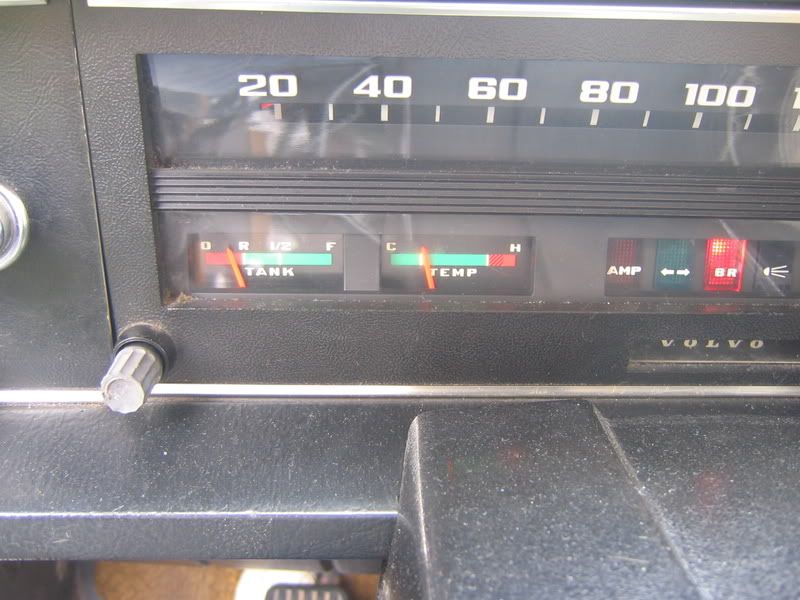 20 40 60 80 100
0 R 1/2 F C H
TANK TEMP AMP BR
VOLVO